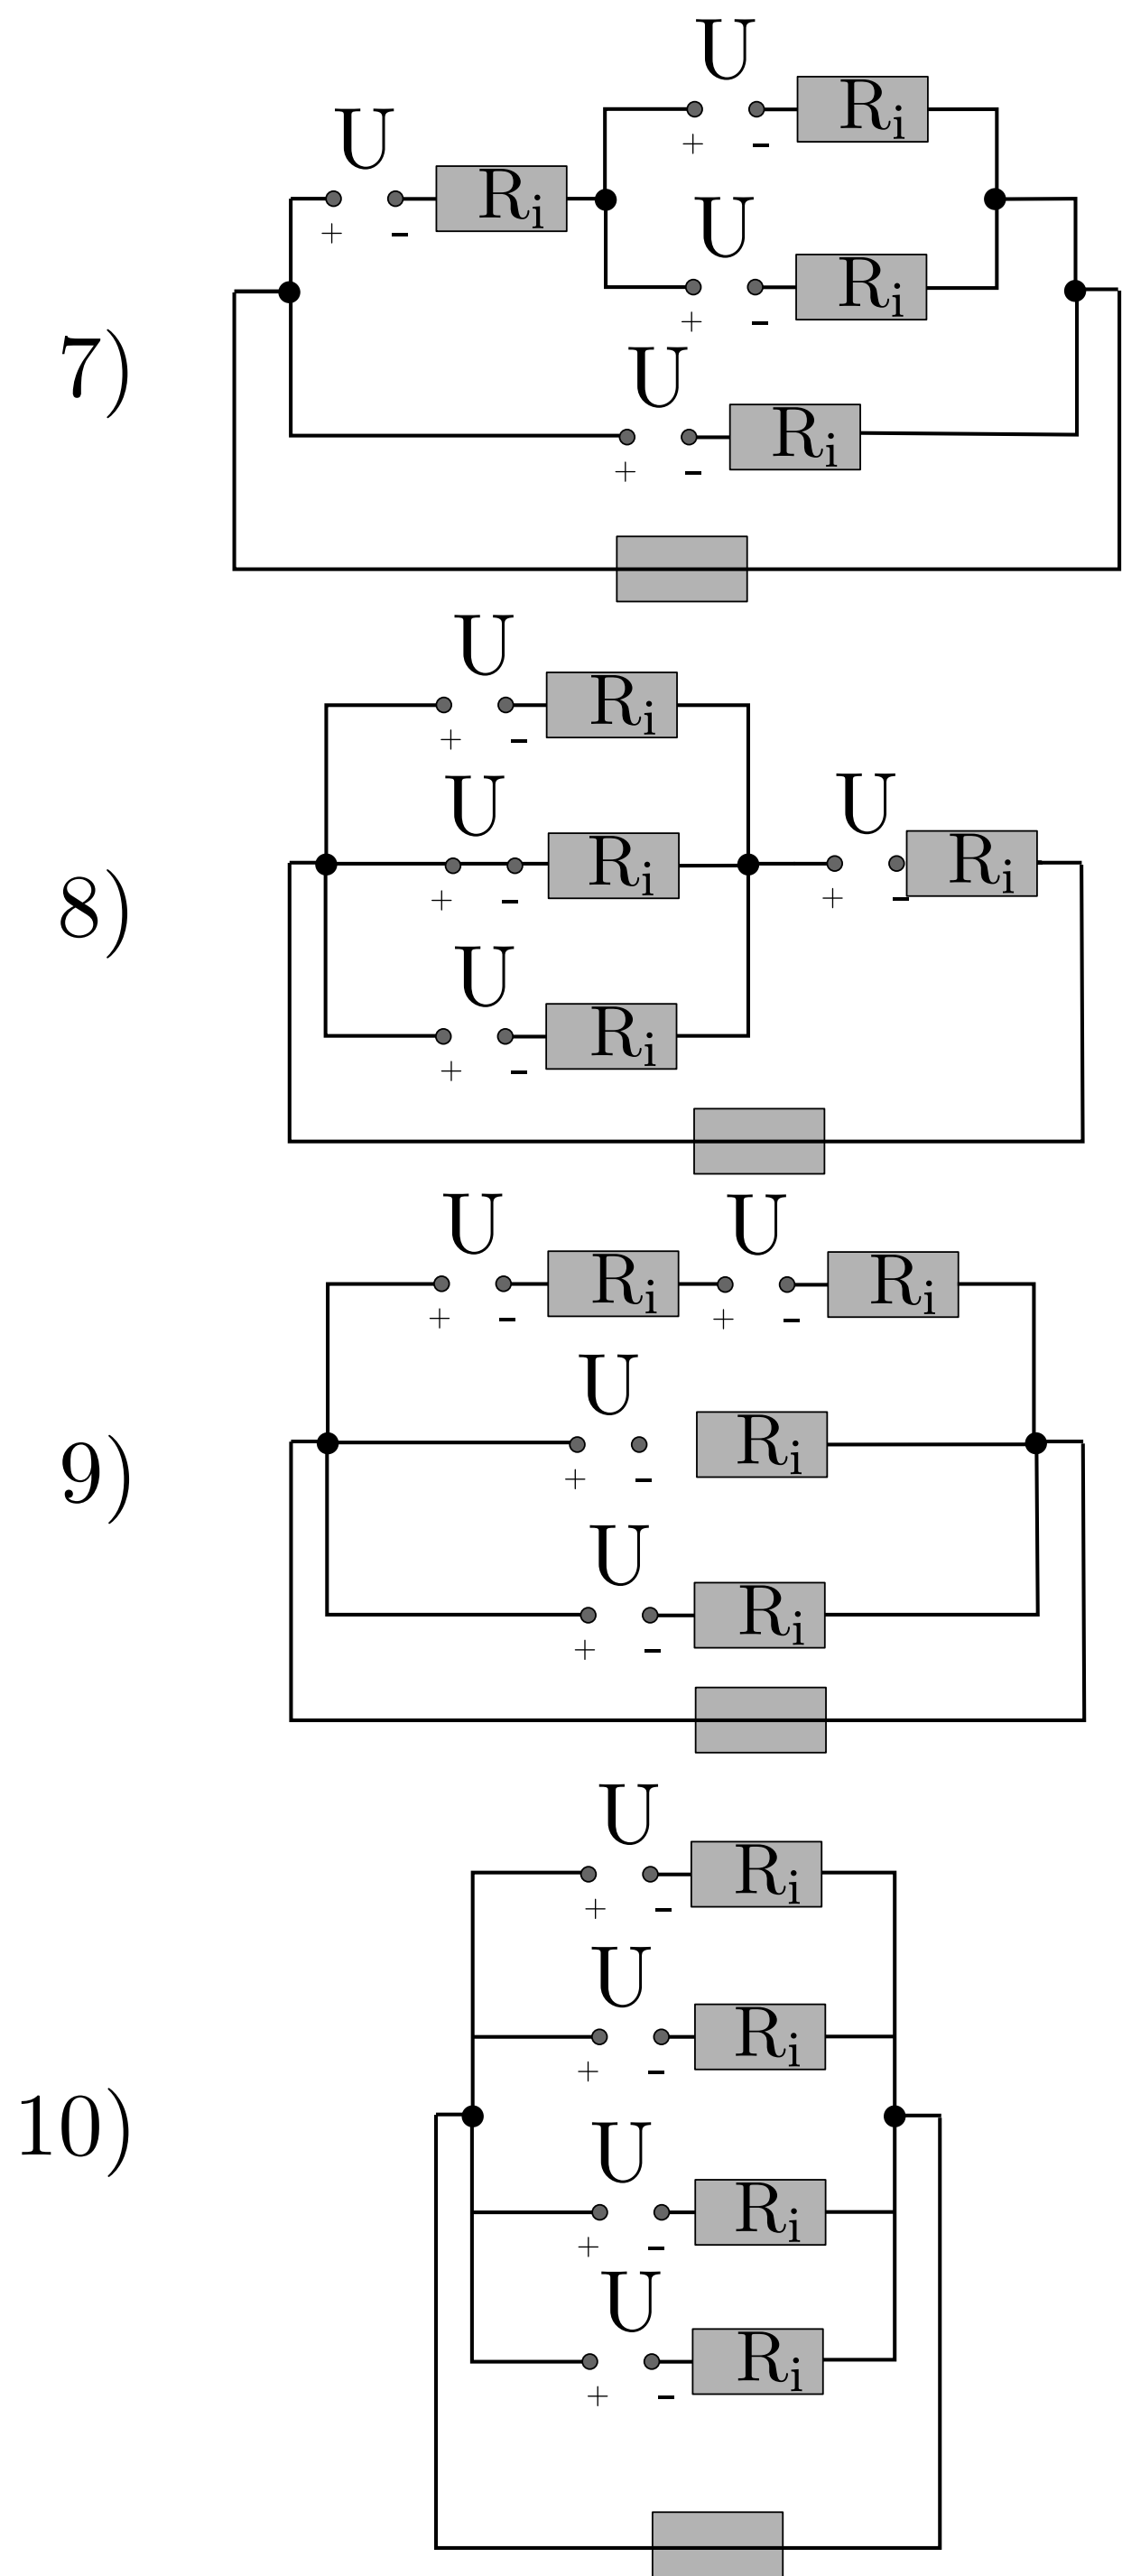 U
U R_i
+ -
R_i
+ -
U
R_i
+ -
7)
U
R_i
+ -
U
R_i
+ -
U
R_i
+ -
U
R_i
+ -
8)
U
R_i
+ -
U U
R_i R_i
+ - + -
U
R_i
+ -
9)
U
R_i
+ -
U
R_i
+ -
U
R_i
+ -
10)
U
R_i
+ -
U
R_i
+ -